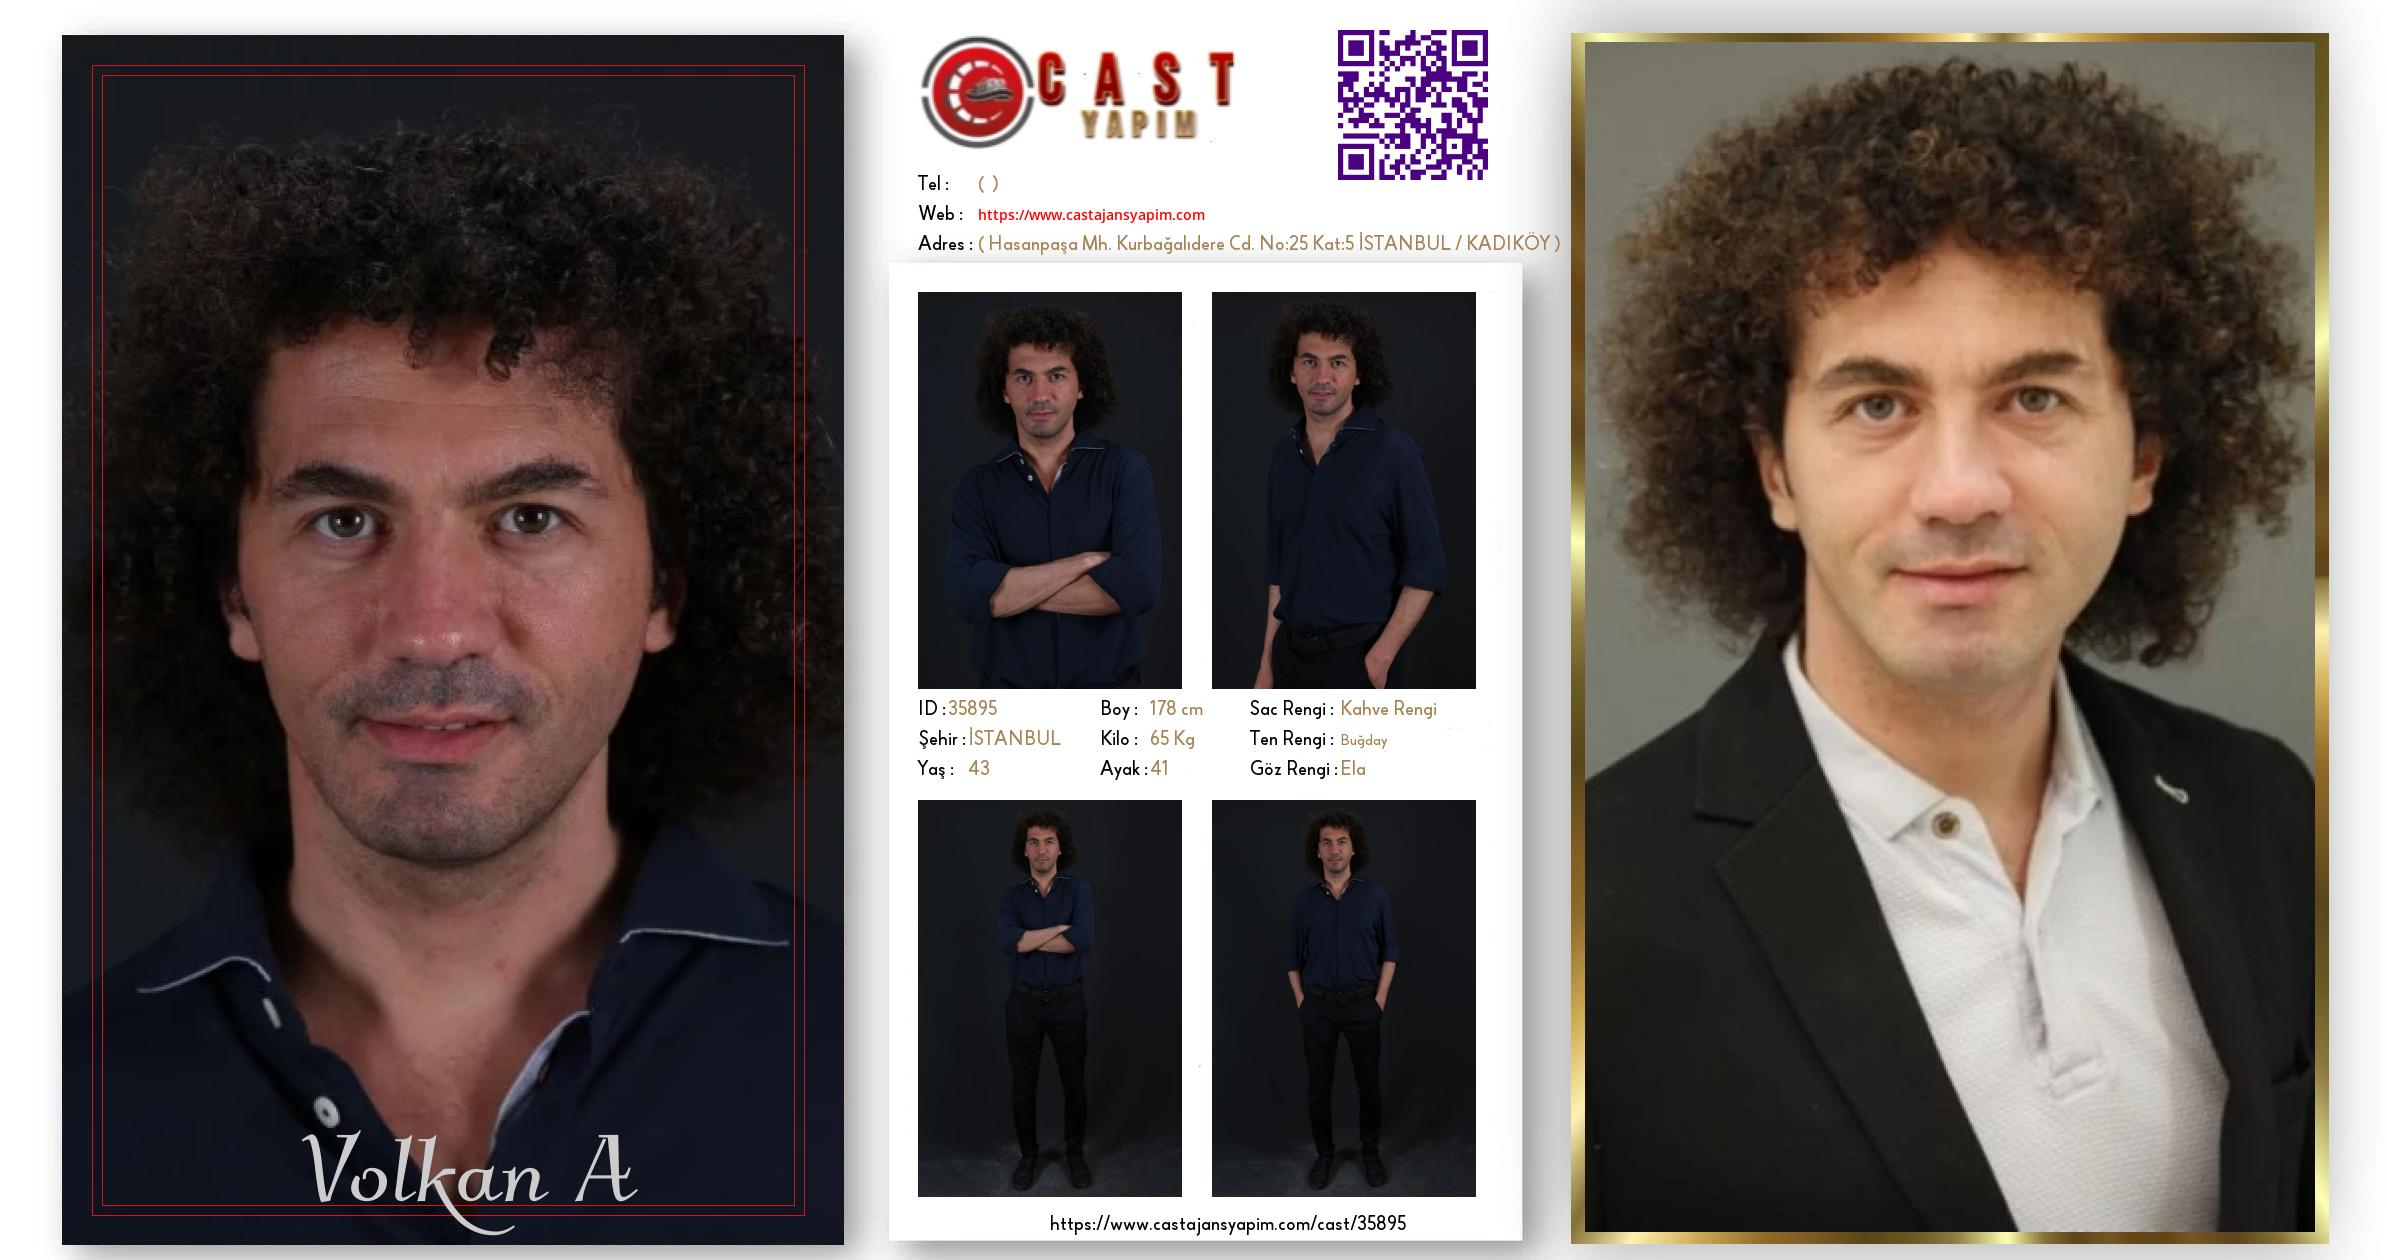 Volkan A
CAST
YAPIM
Tel : ( )
Web : https://www.castajansyapim.com
Adres : ( Hasanpaşa Mh. Kurbağalıdere Cd. No:25 Kat:5 İSTANBUL / KADIKÖY )
ID : 35895 Boy : 178 cm Sac Rengi : Kahve Rengi
Şehir : İSTANBUL Kilo : 65 Kg Ten Rengi : Buğday
Yaş : 43 Ayak : 41 Göz Rengi : Ela
https://www.castajansyapim.com/cast/35895